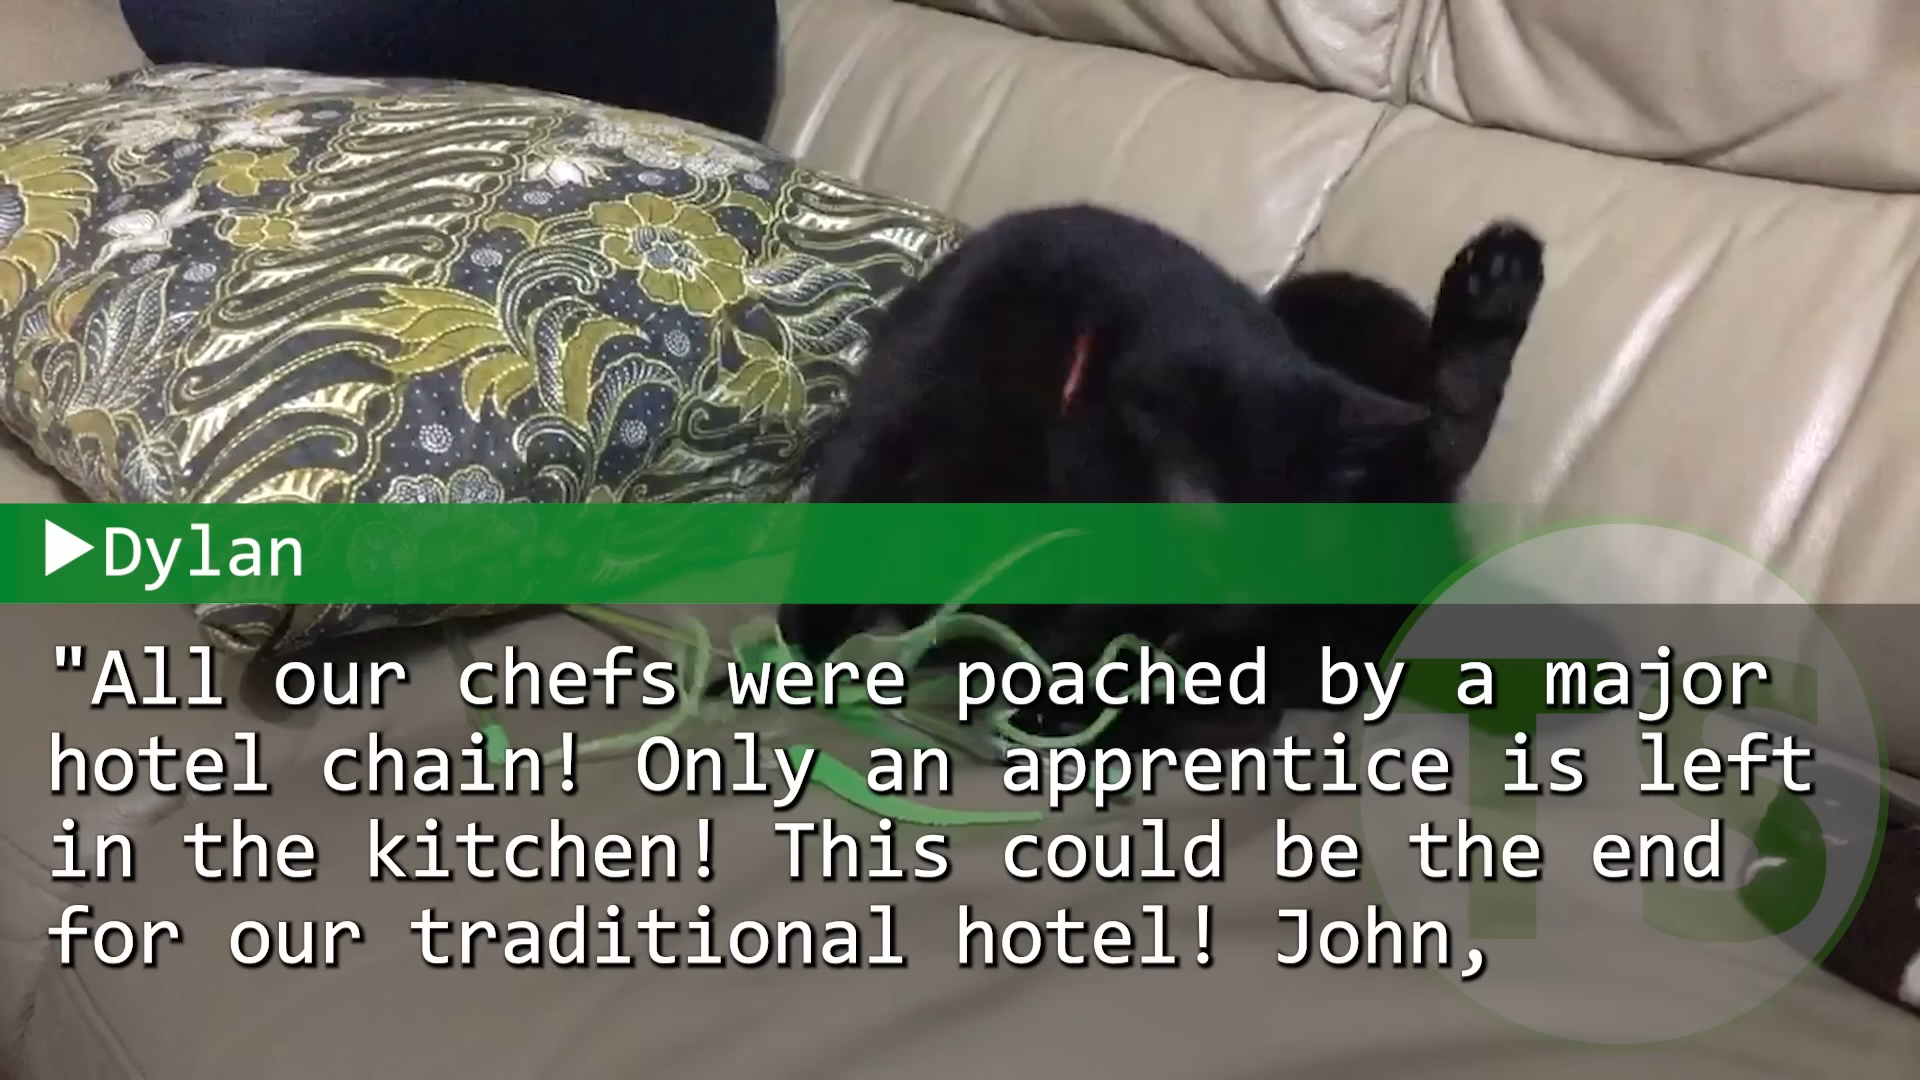 ▶Dylan
"All our chefs were poached by a major
hotel chain! Only an apprentice is left
in the kitchen! This could be the end
for our traditional hotel! John,
TS